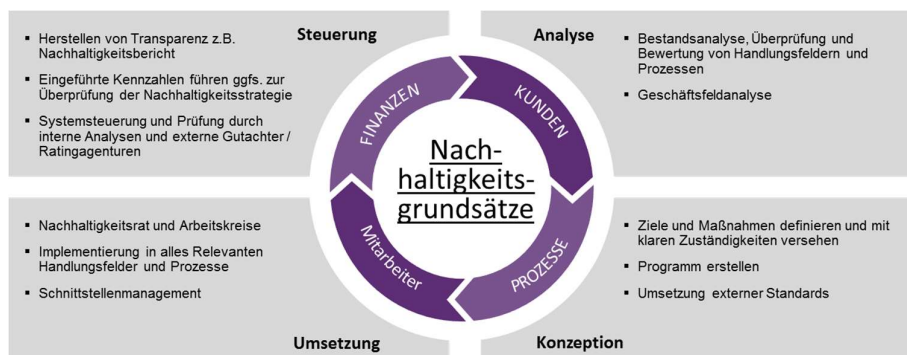 Steuerung
▪ Herstellen von Transparenz z.B.
Nachhaltigkeitsbericht
▪ Eingeführte Kennzahlen führen ggfs. zur
Überprüfung der Nachhaltigkeitsstrategie
▪ Systemsteuerung und Prüfung durch
interne Analysen und externe Gutachter /
Ratingagenturen
Analyse
▪ Bestandsanalyse, Überprüfung und
Bewertung von Handlungsfeldern und
Prozessen
▪ Geschäftsfeldanalyse
FINANZEN
KUNDEN
Nach-
haltigkeits-
grundsätze
Mitarbeiter
PROZESSE
▪ Nachhaltigkeitsrat und Arbeitskreise
▪ Implementierung in alles Relevanten
Handlungsfelder und Prozesse
▪ Schnittstellenmanagement
Umsetzung
▪ Ziele und Maßnahmen definieren und mit
klaren Zuständigkeiten versehen
▪ Programm erstellen
▪ Umsetzung externer Standards
Konzeption